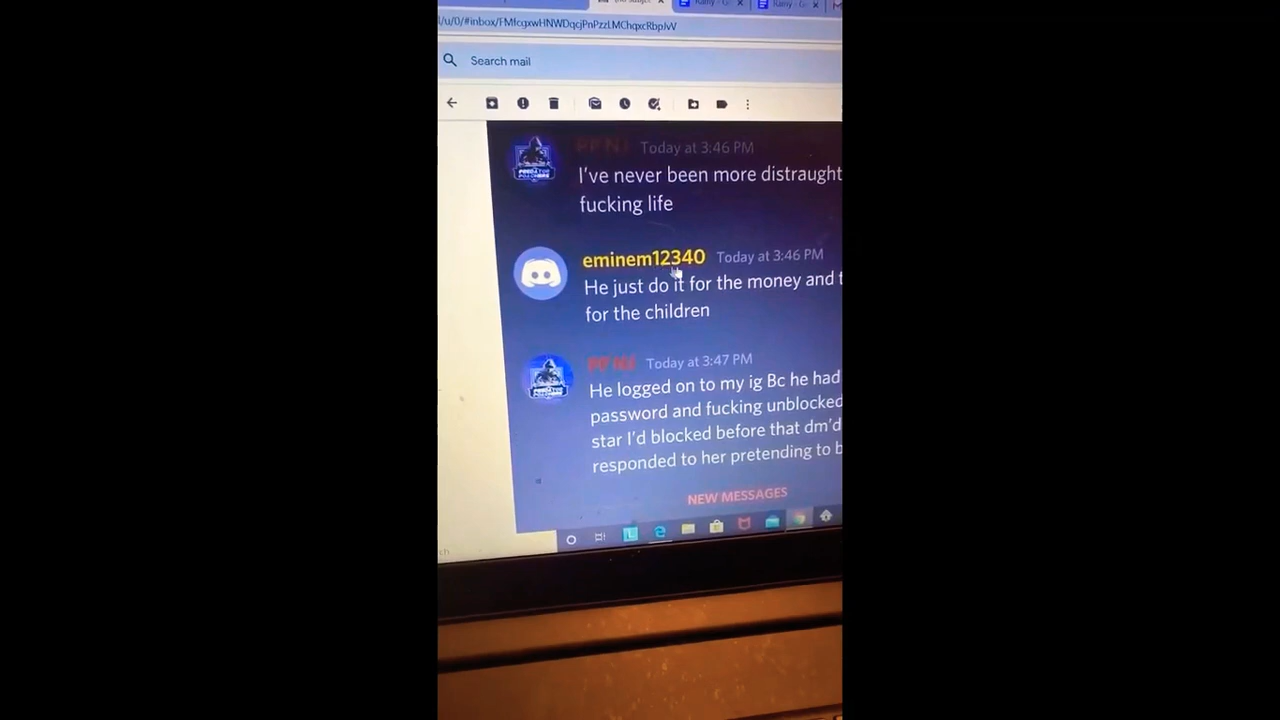 l/u/0/#inbox/FMfcgxwHNWDqcjPnPzzLMChqxcRbpJvV
Search mail
Today at 3:46 PM
I've never been more distraught
fucking life
eminem12340 Today at 3:46 PM
He just do it for the money and
for the children
Today at 3:47 PM
He logged on to my ig Bc he had
password and fucking unblocked
star I'd blocked before that dm'd
responded to her pretending to
NEW MESSAGES